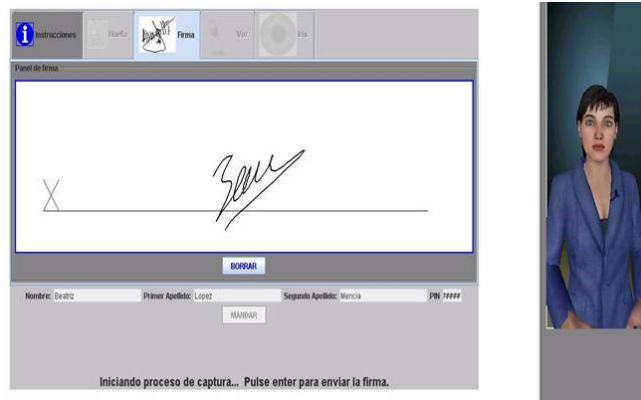 Instrucciones Huella Firma Voz Iris
Panel de firma
X
BORRAR
Nombre: Beatriz Primer Apellido: Lopez Segundo Apellido: Mencia PIN ?####
MANDAR
Iniciando proceso de captura... Pulse enter para enviar la firma.